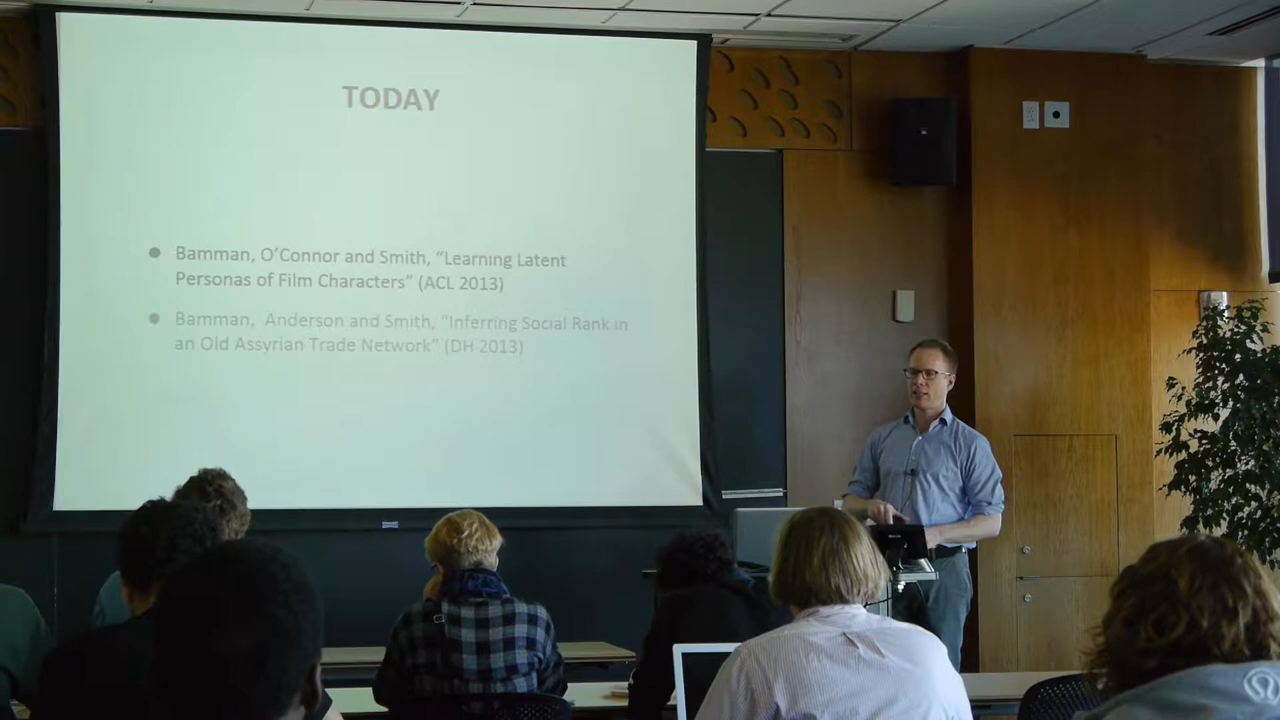 TODAY
Bamman, O'Connor and Smith, “Learning Latent
Personas of Film Characters” (ACL 2013)
Bamman, Anderson and Smith, “Inferring Social Rank in
an Old Assyrian Trade Network” (DH 2013)